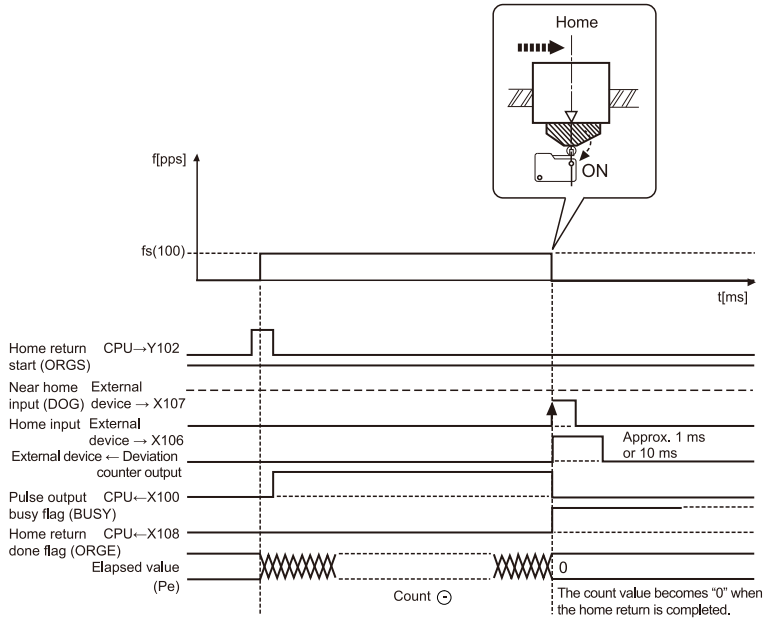 Home
ON
f[pps]
fs(100)
t[ms]
Home return CPU→Y102
start (ORGS)
Near home External
input (DOG) device → X107
Home input External
device → X106
Approx. 1 ms
or 10 ms
External device ← Deviation
counter output
Pulse output CPU←X100
busy flag (BUSY)
Home return CPU←X108
done flag (ORGE)
Elapsed value
(Pe)
0
Count ⊖
The count value becomes "0" when
the home return is completed.